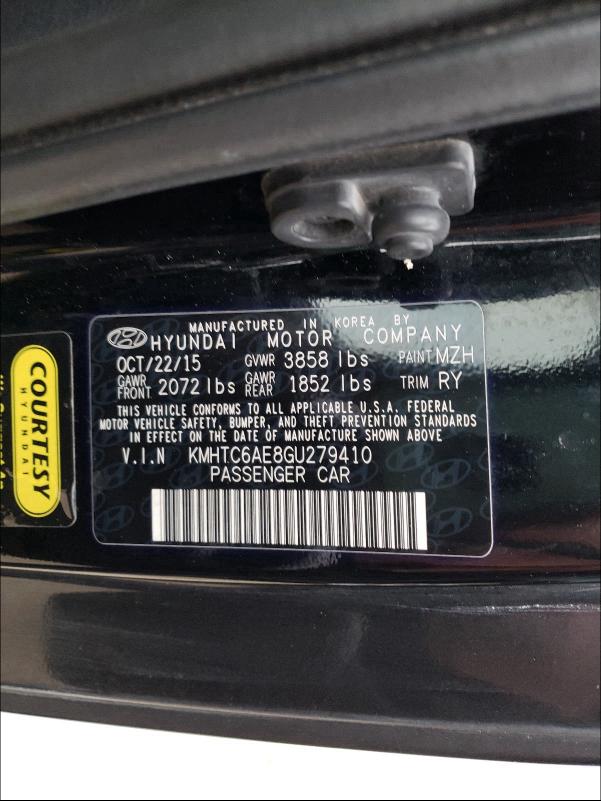 MANUFACTURED IN KOREA BY
HYUNDAI MOTOR COMPANY
OCT/22/15 GVWR 3858 lbs PAINT MZH
GAWR FRONT 2072 lbs GAWR REAR 1852 lbs TRIM RY
THIS VEHICLE CONFORMS TO ALL APPLICABLE U.S.A. FEDERAL
MOTOR VEHICLE SAFETY, BUMPER, AND THEFT PREVENTION STANDARDS
IN EFFECT ON THE DATE OF MANUFACTURE SHOWN ABOVE
V.I.N KMHTC6AE8GU279410
PASSENGER CAR
COURTESY
HYUNDAI